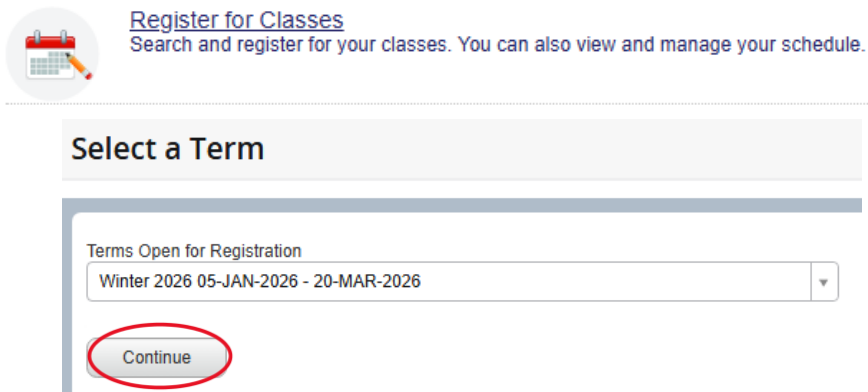 Register for Classes
Search and register for your classes. You can also view and manage your schedule.
Select a Term
Terms Open for Registration
Winter 2026 05-JAN-2026 - 20-MAR-2026
Continue